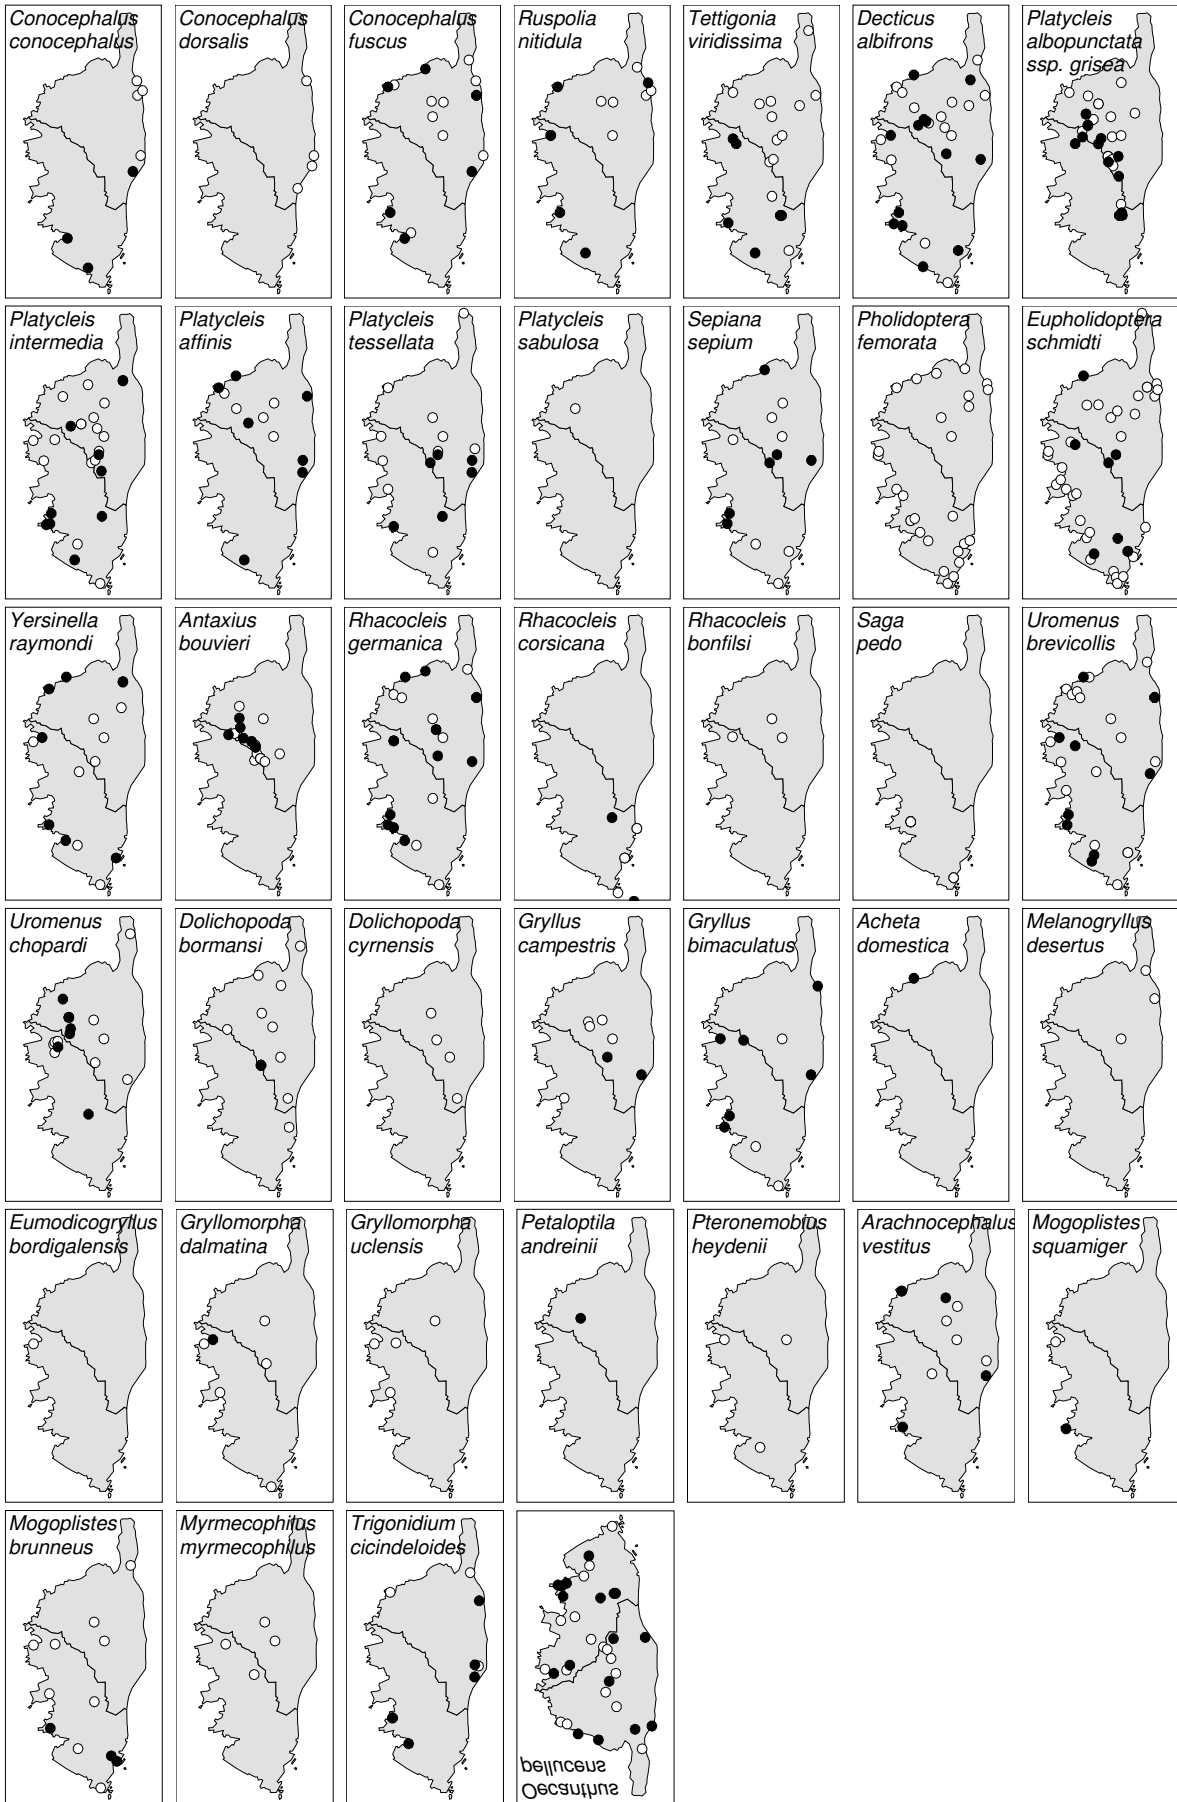 Conocephalus
conocephalus
Conocephalus
dorsalis
Conocephalus
fuscus
Ruspolia
nitidula
Tettigonia
viridissima
Decticus
albifrons
Platycleis
albopunctata
ssp. grisea
Platycleis
intermedia
Platycleis
affinis
Platycleis
tessellata
Platycleis
sabulosa
Sepiana
sepium
Pholidoptera
femorata
Eupholidoptera
schmidti
Yersinella
raymondi
Antaxius
bouvieri
Rhacocleis
germanica
Rhacocleis
corsicana
Rhacocleis
bonfilsi
Saga
pedo
Uromenus
brevicollis
Uromenus
chopardi
Dolichopoda
bormansi
Dolichopoda
cyrnensis
Gryllus
campestris
Gryllus
bimaculatus
Acheta
domestica
Melanogryllus
desertus
Eumodicogryllus
bordigalensis
Gryllomorpha
dalmatina
Gryllomorpha
uclensis
Petaloptila
andreinii
Pteronemobius
heydenii
Arachnocephalus
vestitus
Mogoplistes
squamiger
Mogoplistes
brunneus
Myrmecophilus
myrmecophilus
Trigonidium
cicindeloides
Oecanthus
pellucens